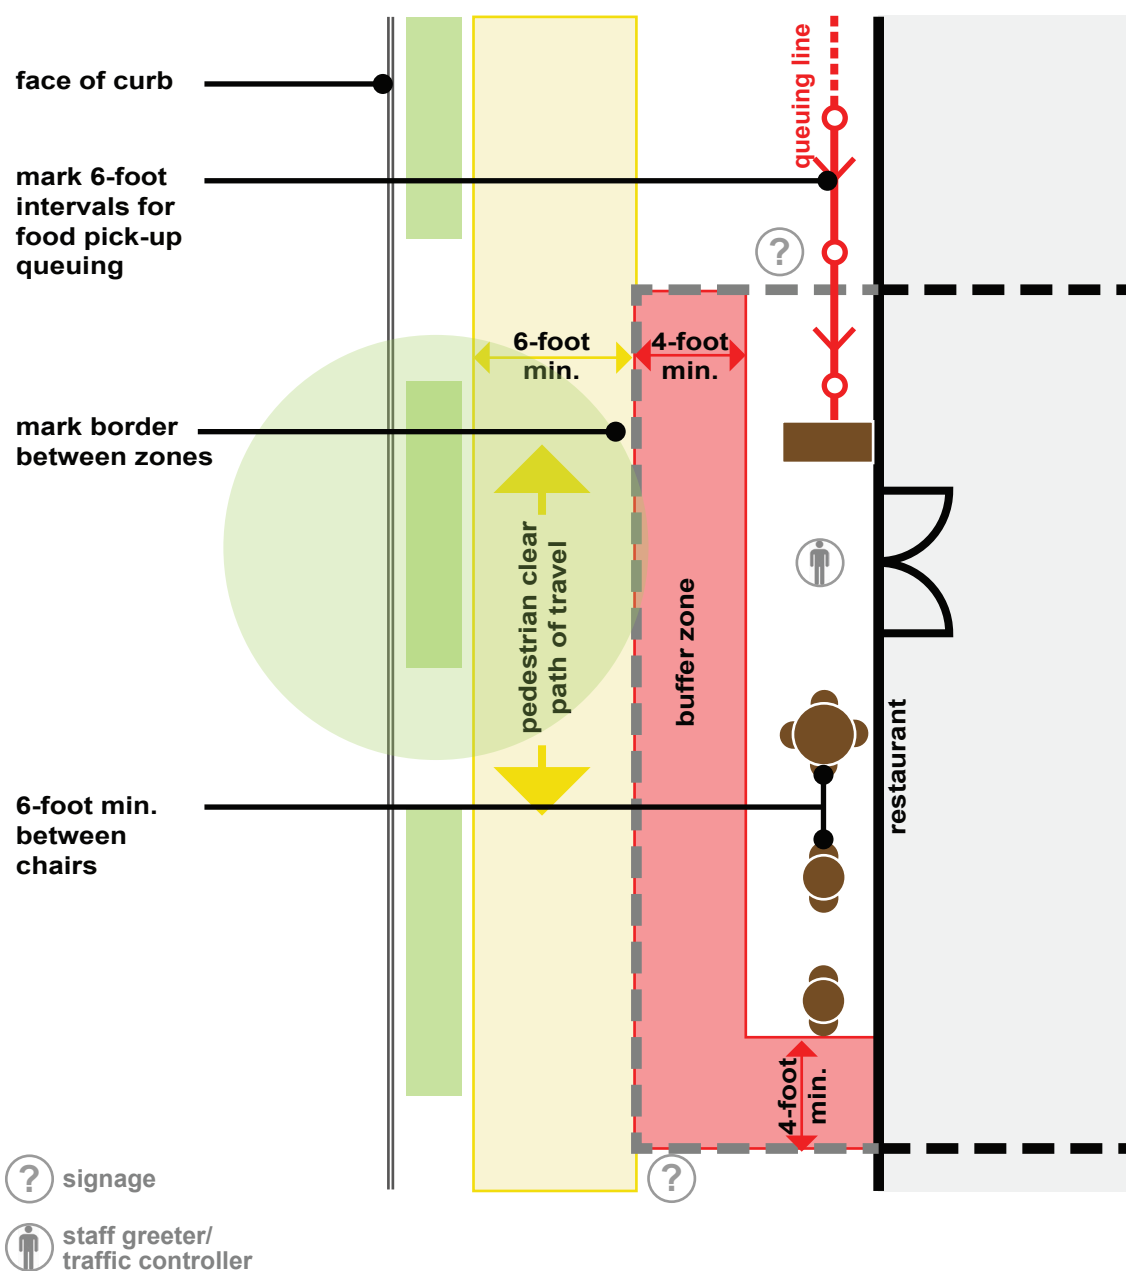 face of curb
mark 6-foot
intervals for
food pick-up
queuing
queuing line
?
6-foot
min.
4-foot
min.
mark border
between zones
pedestrian clear
path of travel
buffer zone
restaurant
6-foot min.
between
chairs
4-foot
min.
?
? signage
staff greeter/
traffic controller